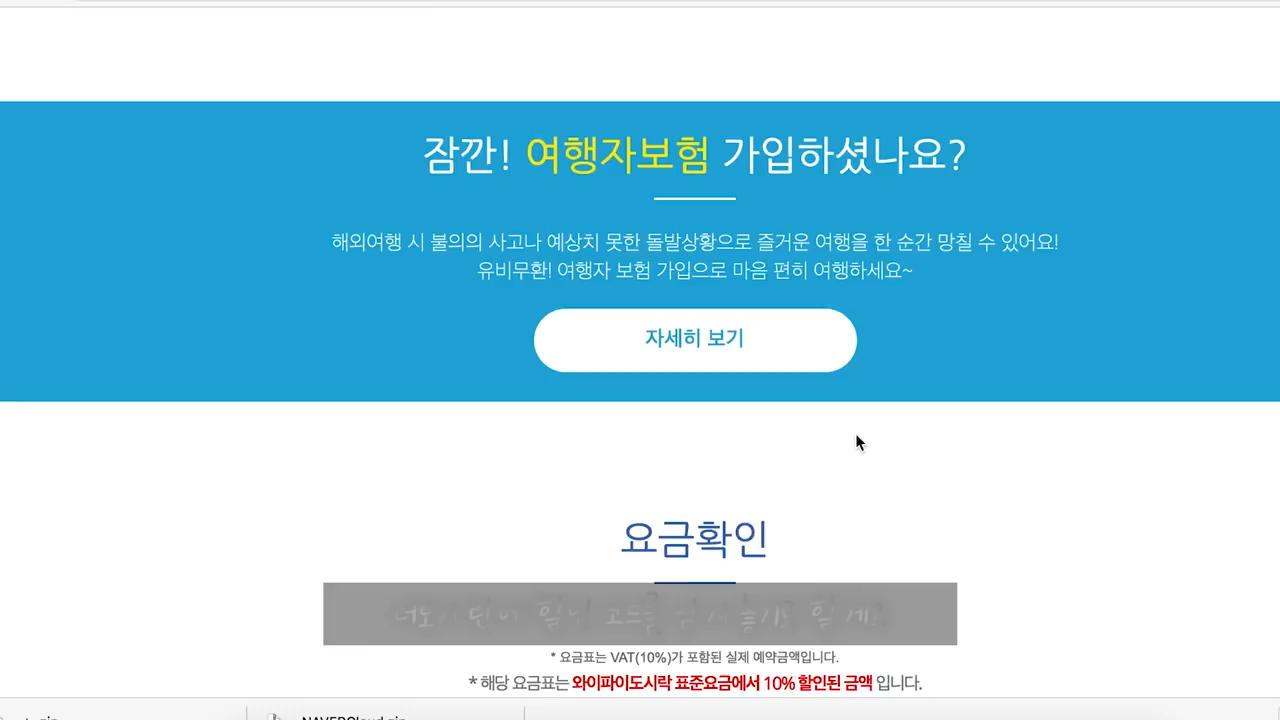 잠깐! 여행자보험 가입하셨나요?
해외여행 시 불의의 사고나 예상치 못한 돌발상황으로 즐거운 여행을 한 순간 망칠 수 있어요!
유비무환! 여행자 보험 가입으로 마음 편히 여행하세요~
자세히 보기
요금확인
* 요금표는 VAT(10%)가 포함된 실제 예약금액입니다.
* 해당 요금표는 와이파이도시락 표준요금에서 10% 할인된 금액 입니다.